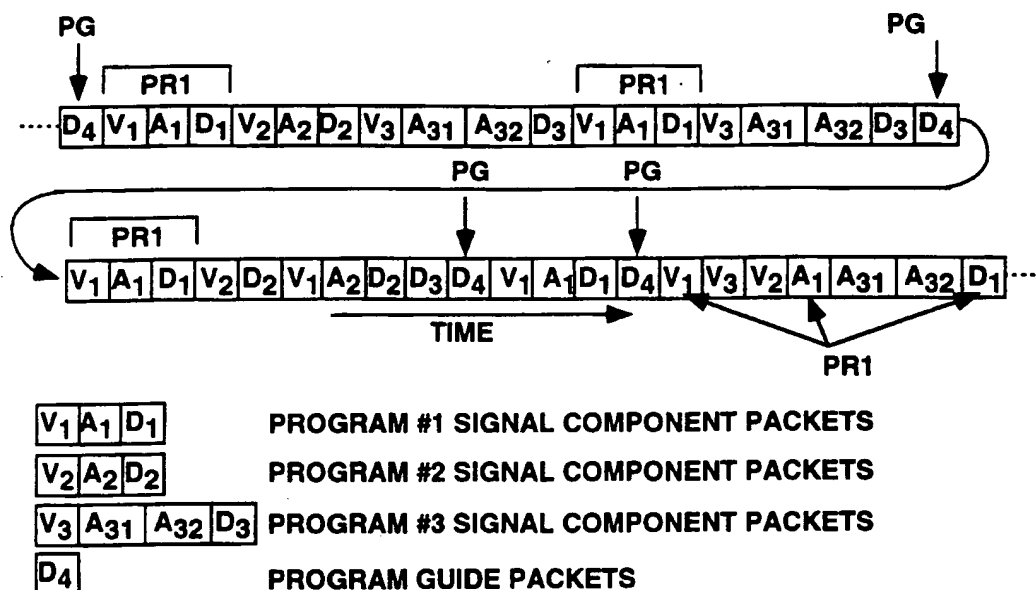 PG PG
PR1 PR1
D4 V1 A1 D1 V2 A2 D2 V3 A31 A32 D3 V1 A1 D1 V3 A31 A32 D3 D4
PG PG
PR1
V1 A1 D1 V2 D2 V1 A2 D2 D3 D4 V1 A1 D1 D4 V1 V3 V2 A1 A31 A32 D1
TIME
PR1
V1 A1 D1 PROGRAM #1 SIGNAL COMPONENT PACKETS
V2 A2 D2 PROGRAM #2 SIGNAL COMPONENT PACKETS
V3 A31 A32 D3 PROGRAM #3 SIGNAL COMPONENT PACKETS
D4 PROGRAM GUIDE PACKETS